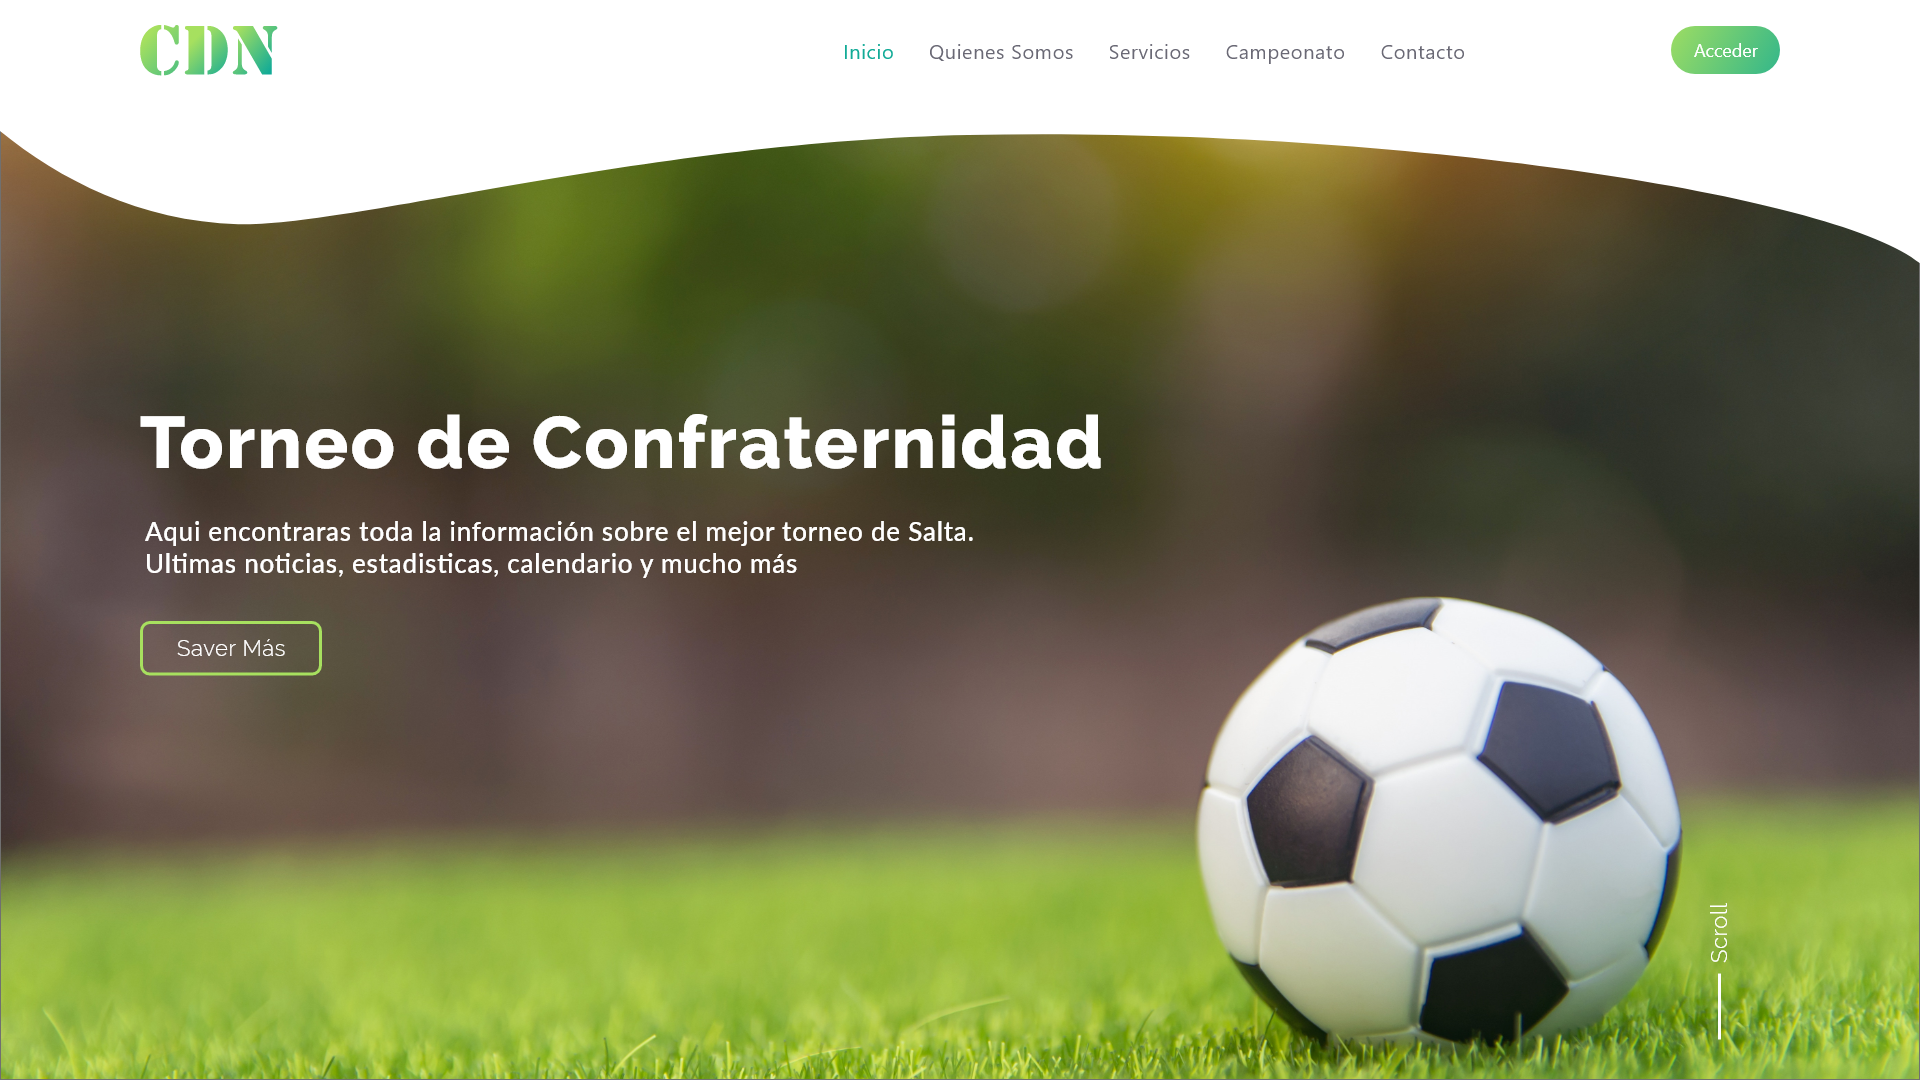 CDN
Inicio
Quienes Somos
Servicios
Campeonato
Contacto
Acceder
Torneo de Confraternidad
Aqui encontraras toda la información sobre el mejor torneo de Salta.
Ultimas noticias, estadisticas, calendario y mucho más
Saver Más
Scroll